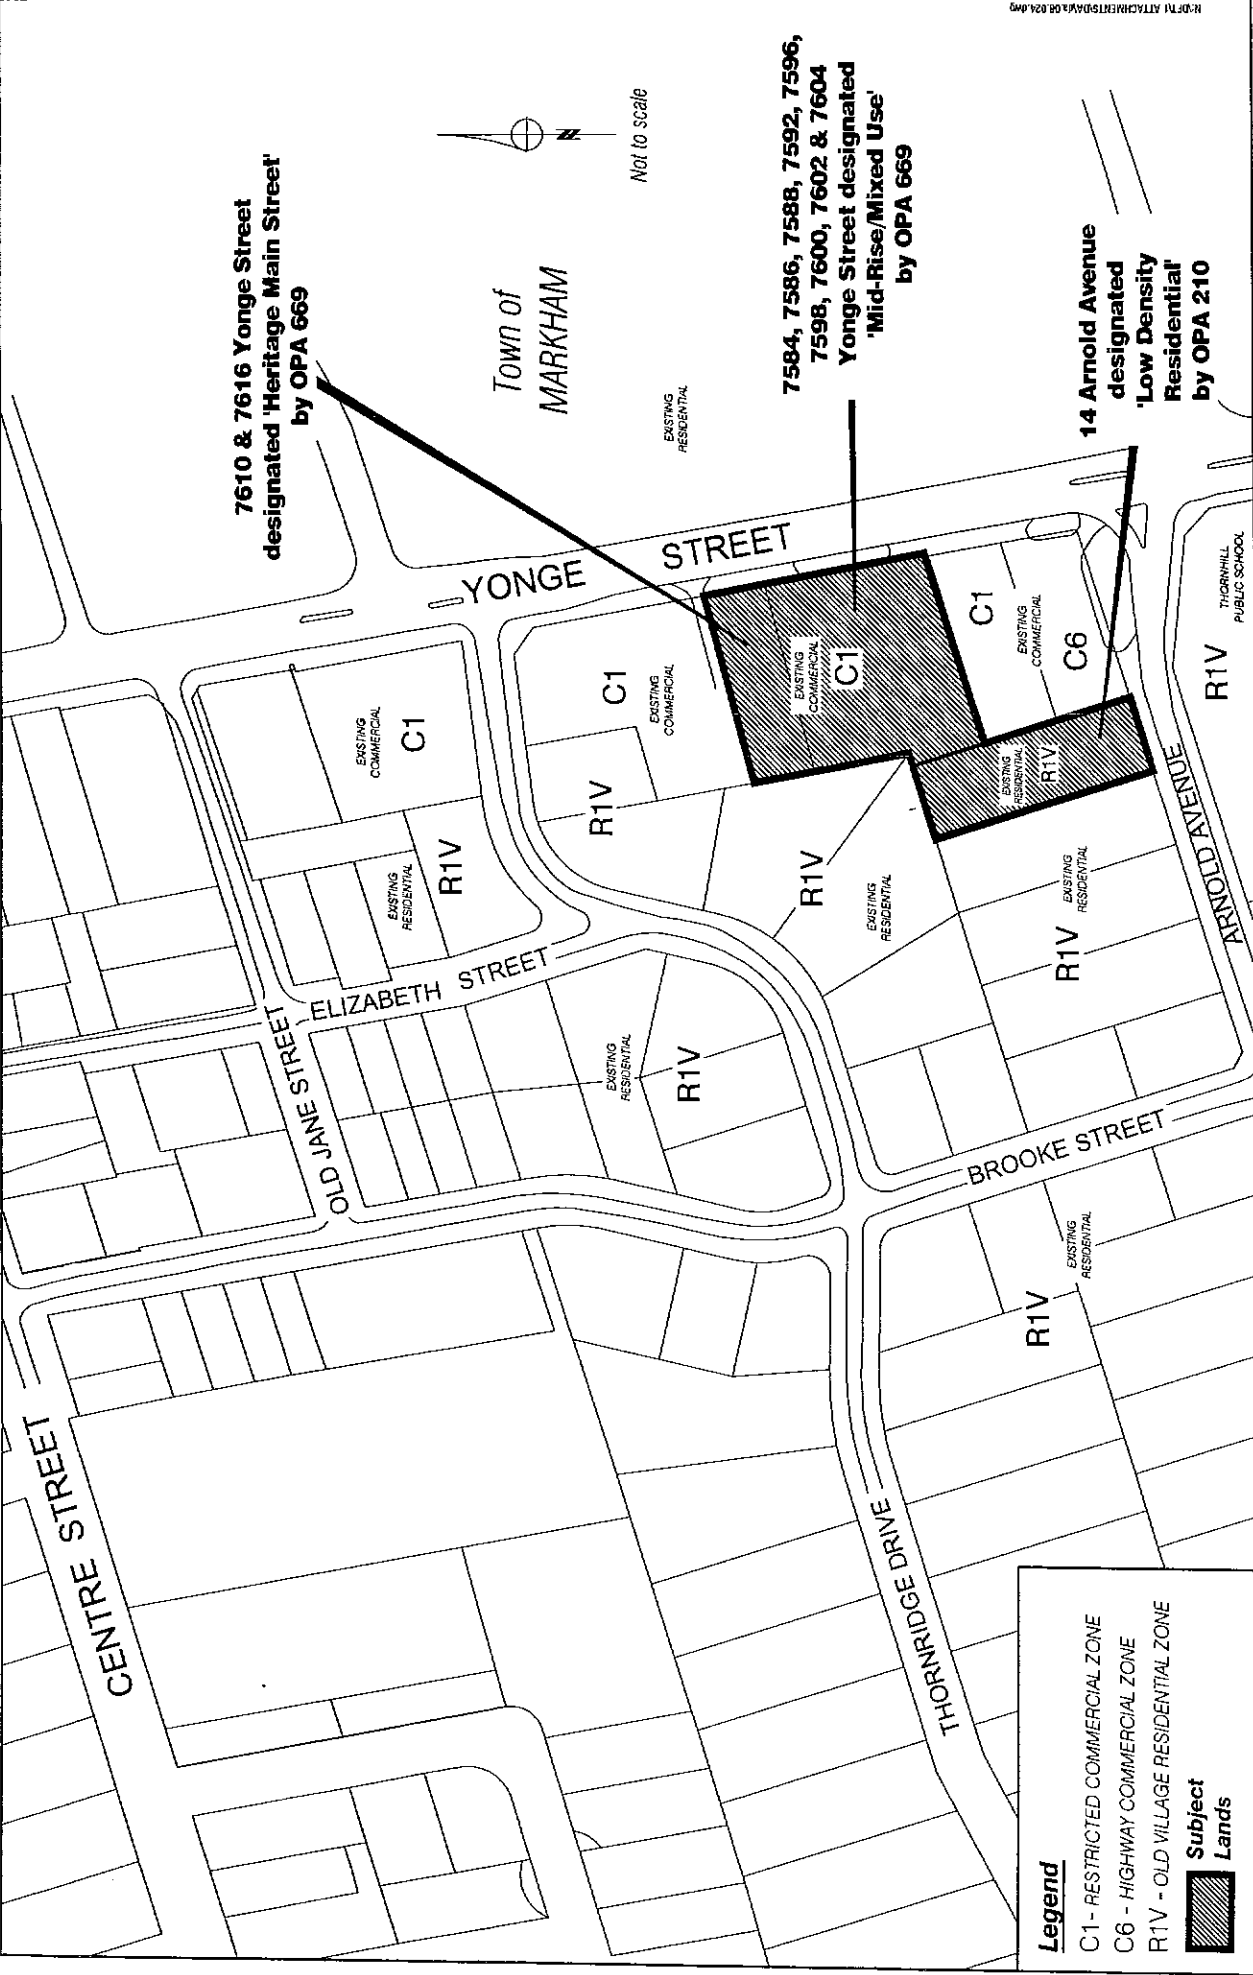 7610 & 7616 Yonge Street
designated 'Heritage Main Street'
by OPA 669
Town of
MARKHAM
Not to scale
N
7584, 7586, 7588, 7592, 7596,
7598, 7600, 7602 & 7604
Yonge Street designated
'Mid-Rise/Mixed Use'
by OPA 669
14 Arnold Avenue
designated
'Low Density
Residential'
by OPA 210
EXISTING
RESIDENTIAL
YONGE STREET
EXISTING
COMMERCIAL
C1
C1
EXISTING
COMMERCIAL
EXISTING
COMMERCIAL
C1
C1
EXISTING
COMMERCIAL
C6
THORNHILL
PUBLIC SCHOOL
R1V
EXISTING
RESIDENTIAL
R1V
R1V
EXISTING
RESIDENTIAL
R1V
R1V
EXISTING
RESIDENTIAL
EXISTING
RESIDENTIAL
R1V
ARNOLD AVENUE
ELIZABETH STREET
OLD JANE STREET
EXISTING
RESIDENTIAL
R1V
BROOKE STREET
EXISTING
RESIDENTIAL
R1V
CENTRE STREET
THORNRIDGE DRIVE
Legend
C1 - RESTRICTED COMMERCIAL ZONE
C6 - HIGHWAY COMMERCIAL ZONE
R1V - OLD VILLAGE RESIDENTIAL ZONE
Subject
Lands